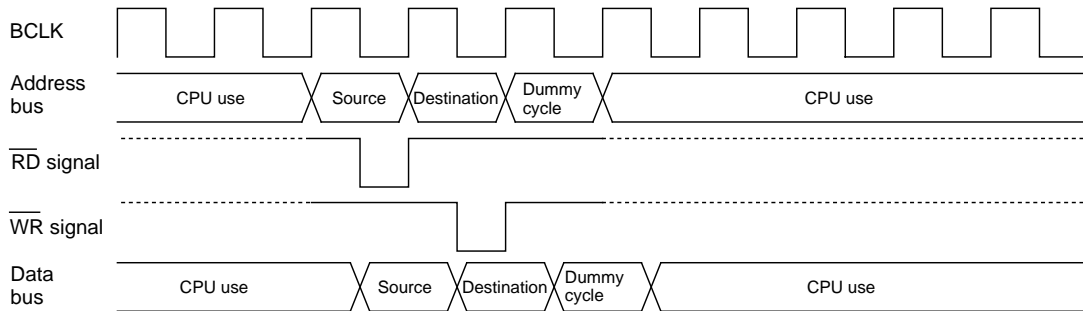 BCLK
Address
bus
CPU use
Source
Destination
Dummy
cycle
CPU use
RD signal
WR signal
Data
bus
CPU use
Source
Destination
Dummy
cycle
CPU use